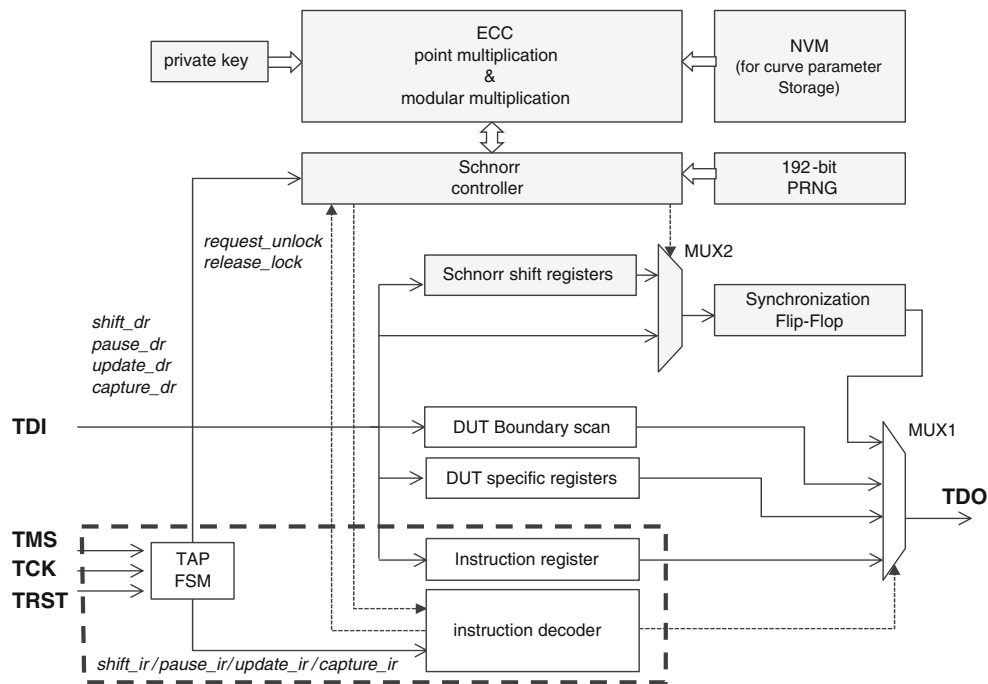 private key
ECC
point multiplication
&
modular multiplication
NVM
(for curve parameter
Storage)
Schnorr
controller
192-bit
PRNG
request_unlock
release_lock
MUX2
Schnorr shift registers
Synchronization
Flip-Flop
shift_dr
pause_dr
update_dr
capture_dr
TDI
DUT Boundary scan
MUX1
DUT specific registers
TDO
TMS
TCK
TRST
TAP
FSM
Instruction register
instruction decoder
shift_ir/pause_ir/update_ir/capture_ir